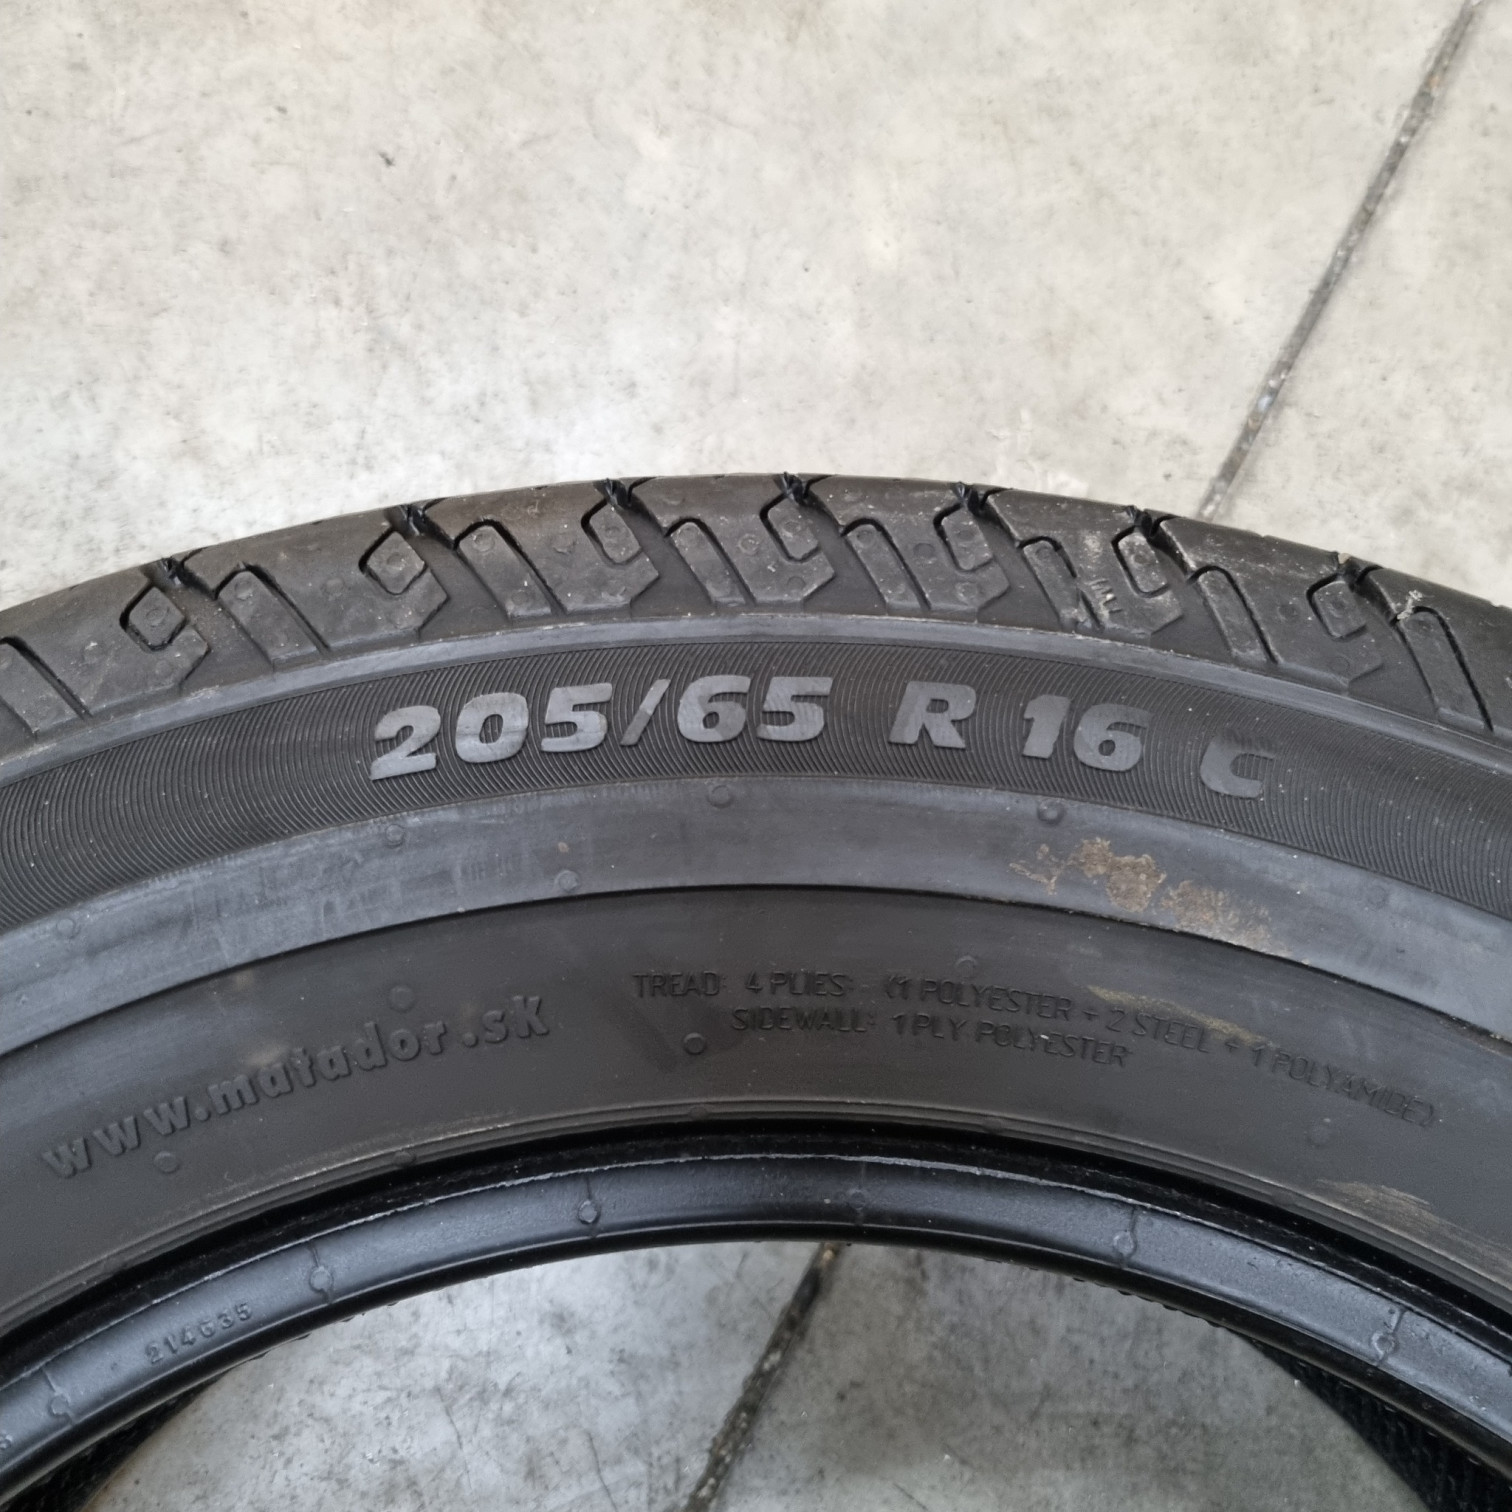 205/65 R 16 C
TREAD: 4 PLIES: (1 POLYESTER + 2 STEEL + 1 POLYAMIDE)
SIDEWALL: 1 PLY POLYESTER
www.matador.sk
214635